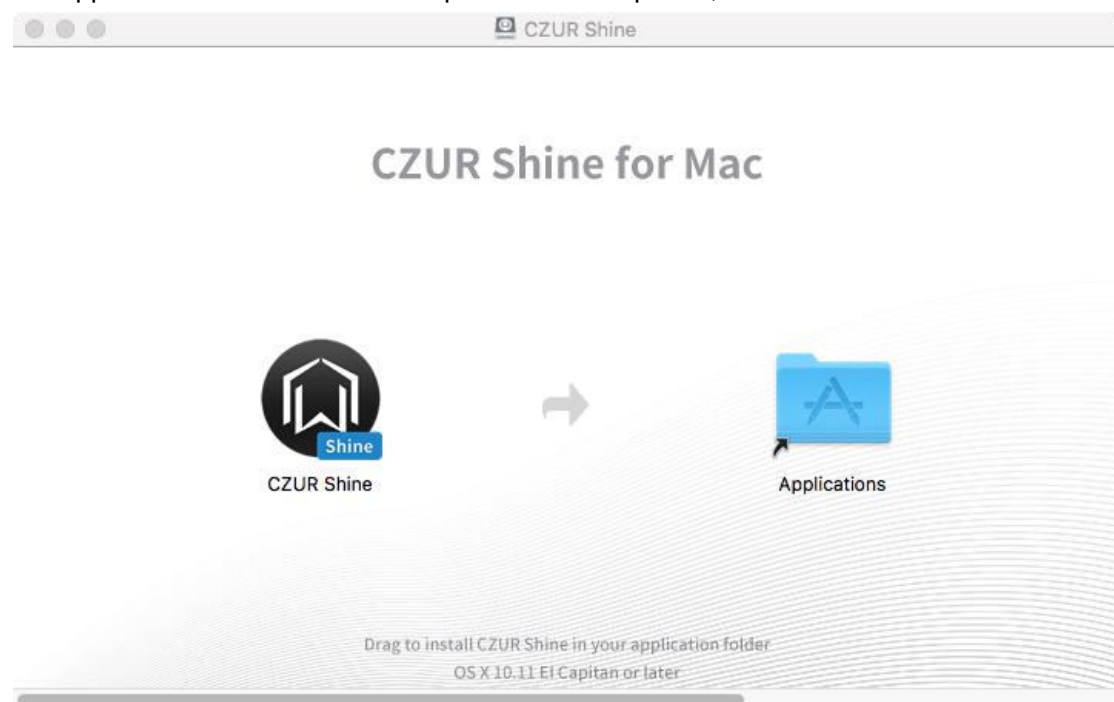 CZUR Shine
CZUR Shine for Mac
Shine
CZUR Shine
Applications
Drag to install CZUR Shine in your application folder
OS X 10.11 El Capitan or later